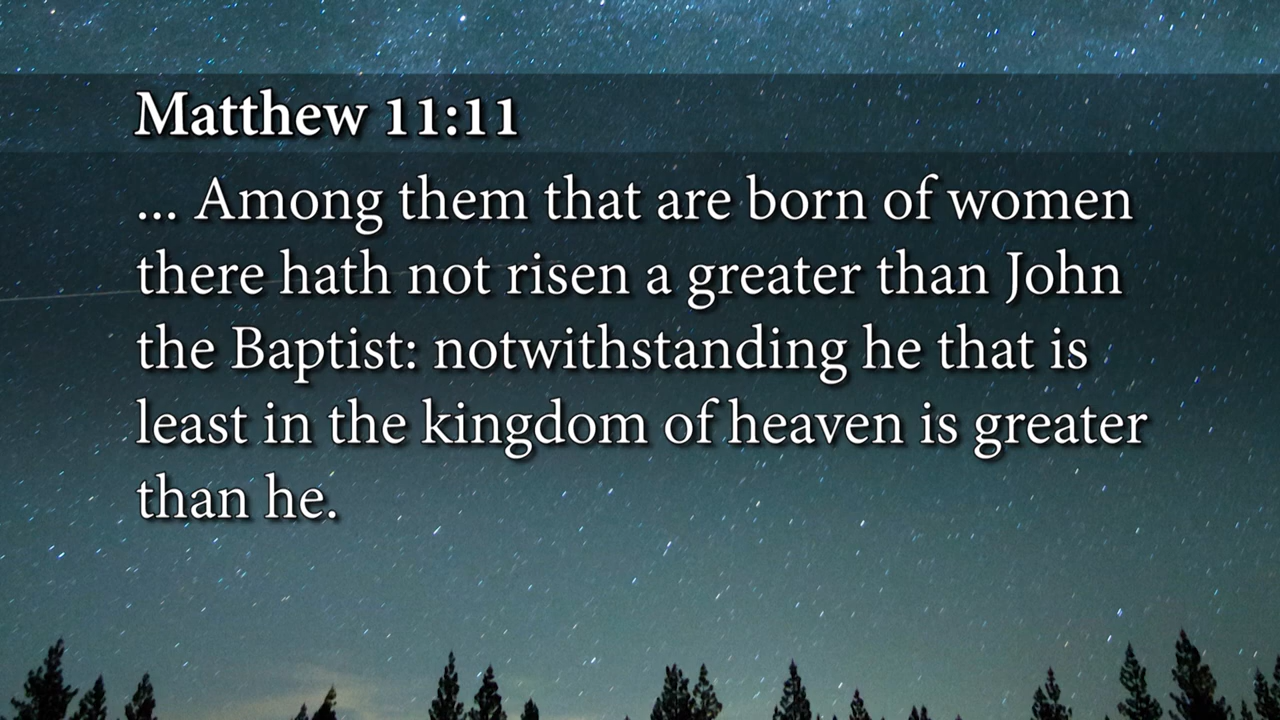 Matthew 11:11
... Among them that are born of women
there hath not risen a greater than John
the Baptist: notwithstanding he that is
least in the kingdom of heaven is greater
than he.